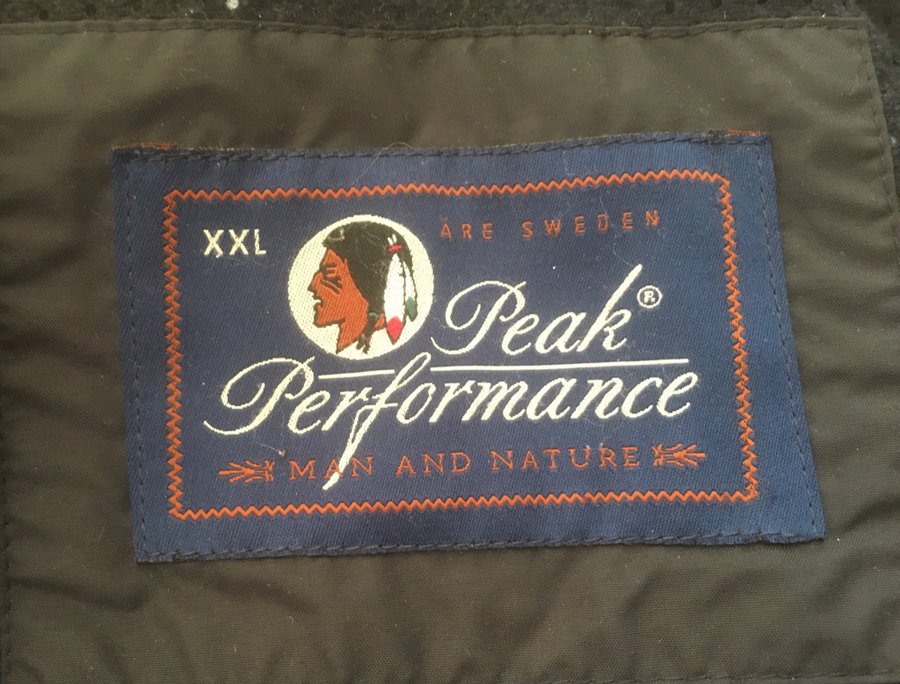 XXL
ÅRE SWEDEN
Peak®
Performance
MAN AND NATURE